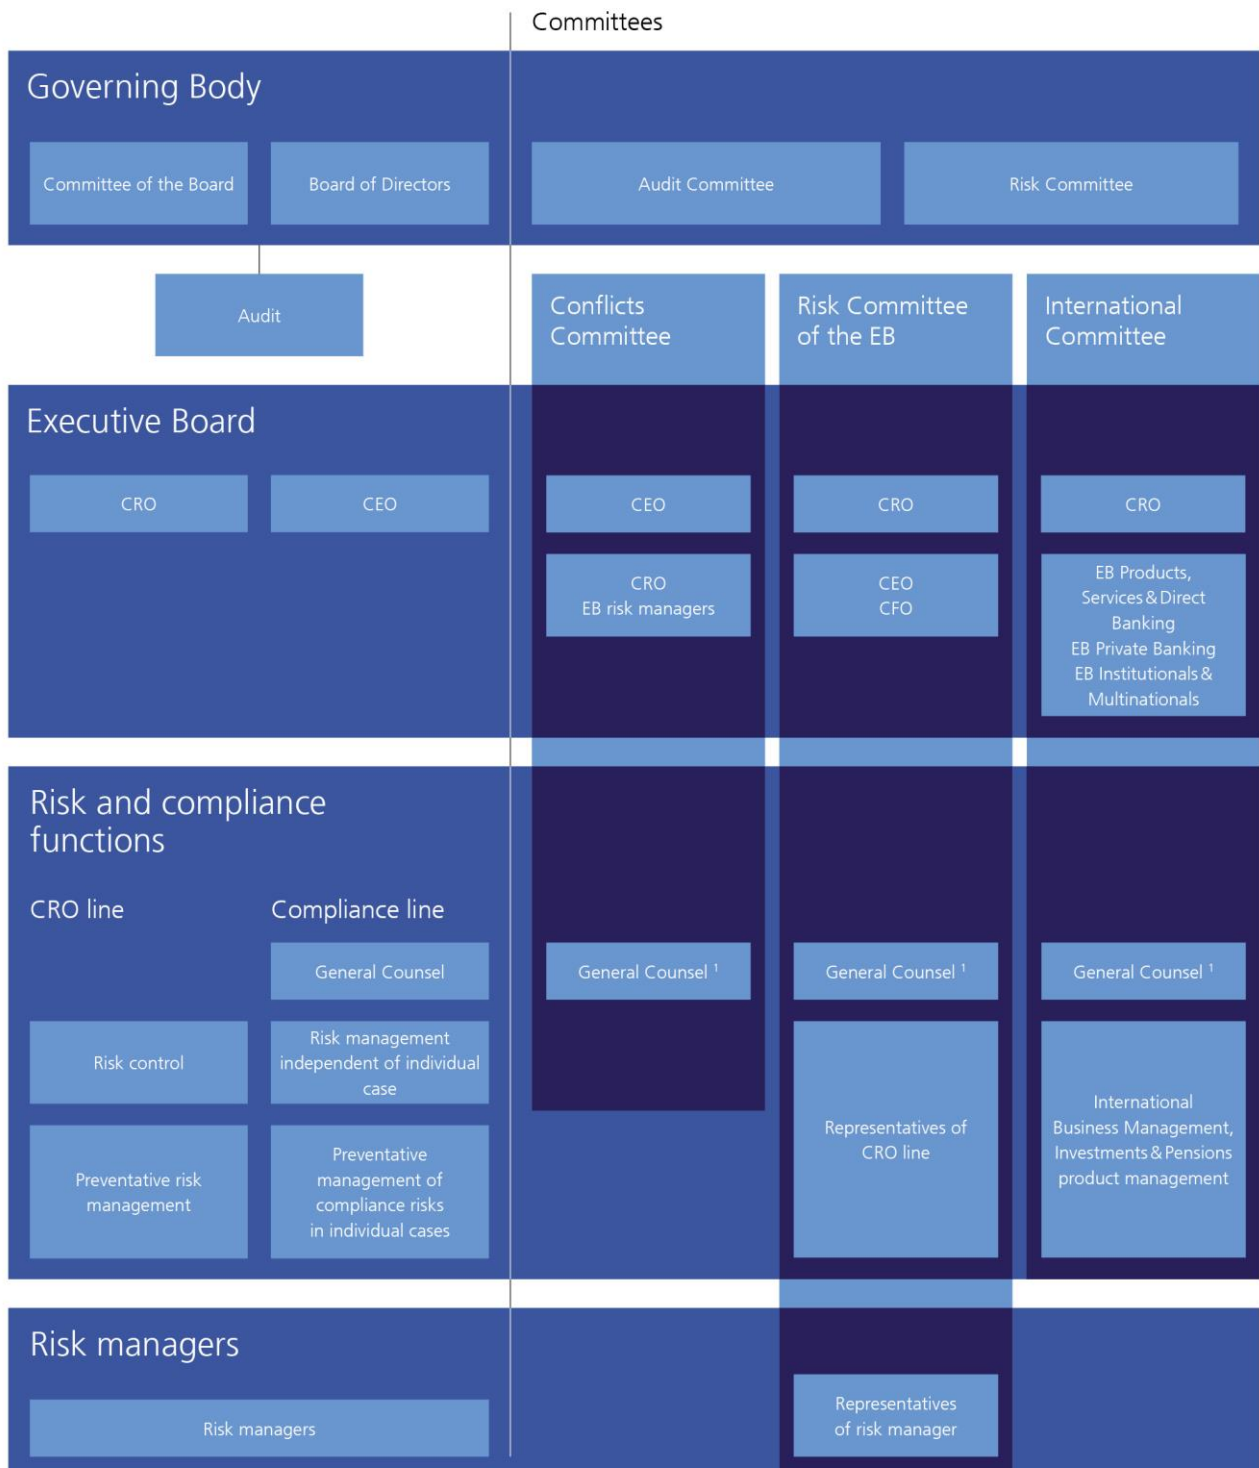 Committees
Governing Body
Committee of the Board
Board of Directors
Audit Committee
Risk Committee
Audit
Conflicts
Committee
Risk Committee
of the EB
International
Committee
Executive Board
CRO
CEO
CEO
CRO
CRO
CRO
EB risk managers
CEO
CFO
EB Products,
Services & Direct
Banking
EB Private Banking
EB Institutionals &
Multinationals
Risk and compliance
functions
CRO line
Compliance line
General Counsel
General Counsel ¹
General Counsel ¹
General Counsel ¹
Risk control
Risk management
independent of individual
case
Representatives of
CRO line
International
Business Management,
Investments & Pensions
product management
Preventative risk
management
Preventative
management of
compliance risks
in individual cases
Risk managers
Risk managers
Representatives
of risk manager